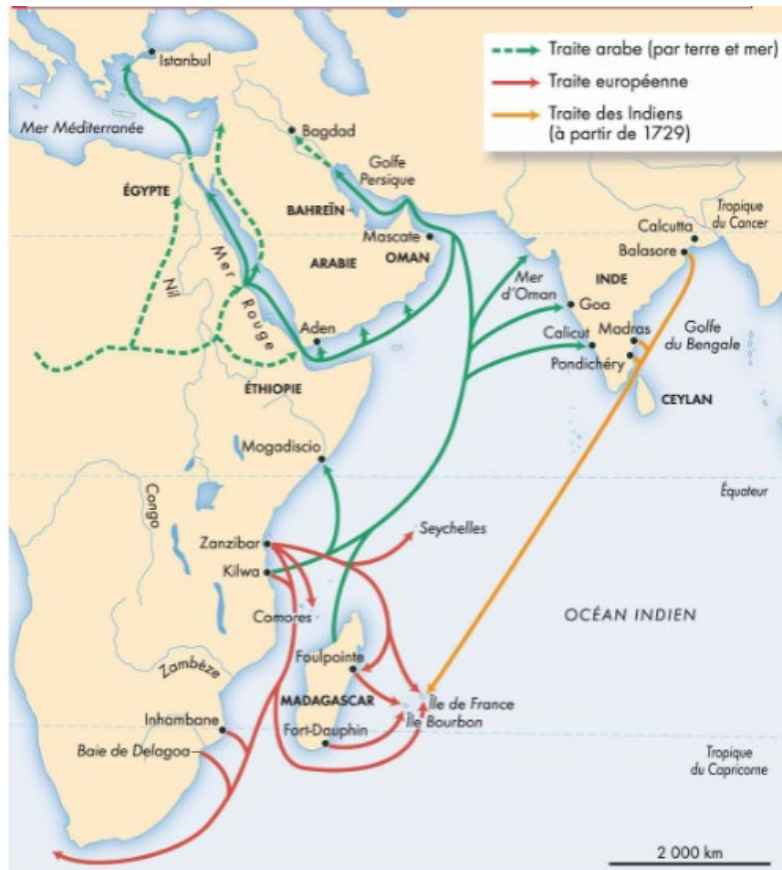 Traite arabe (par terre et mer)
Traite européenne
Traite des Indiens
(à partir de 1729)
Istanbul
Mer Méditerranée
Bagdad
Golfe
Persique
ÉGYPTE
BAHREÏN
Tropique
du Cancer
Calcutta
Mascate
Balasore
OMAN
ARABIE
Mer
Rouge
Nil
Mer
d'Oman
INDE
Goa
Aden
Calicut
Madras
Golfe
du Bengale
Pondichéry
ÉTHIOPIE
CEYLAN
Mogadiscio
Équateur
Congo
Zanzibar
Seychelles
Kilwa
Comores
OCÉAN INDIEN
Foulpointe
Zambèze
MADAGASCAR
Île de France
Île Bourbon
Inhambane
Fort-Dauphin
Baie de Delogoa
Tropique
du Capricorne
2 000 km